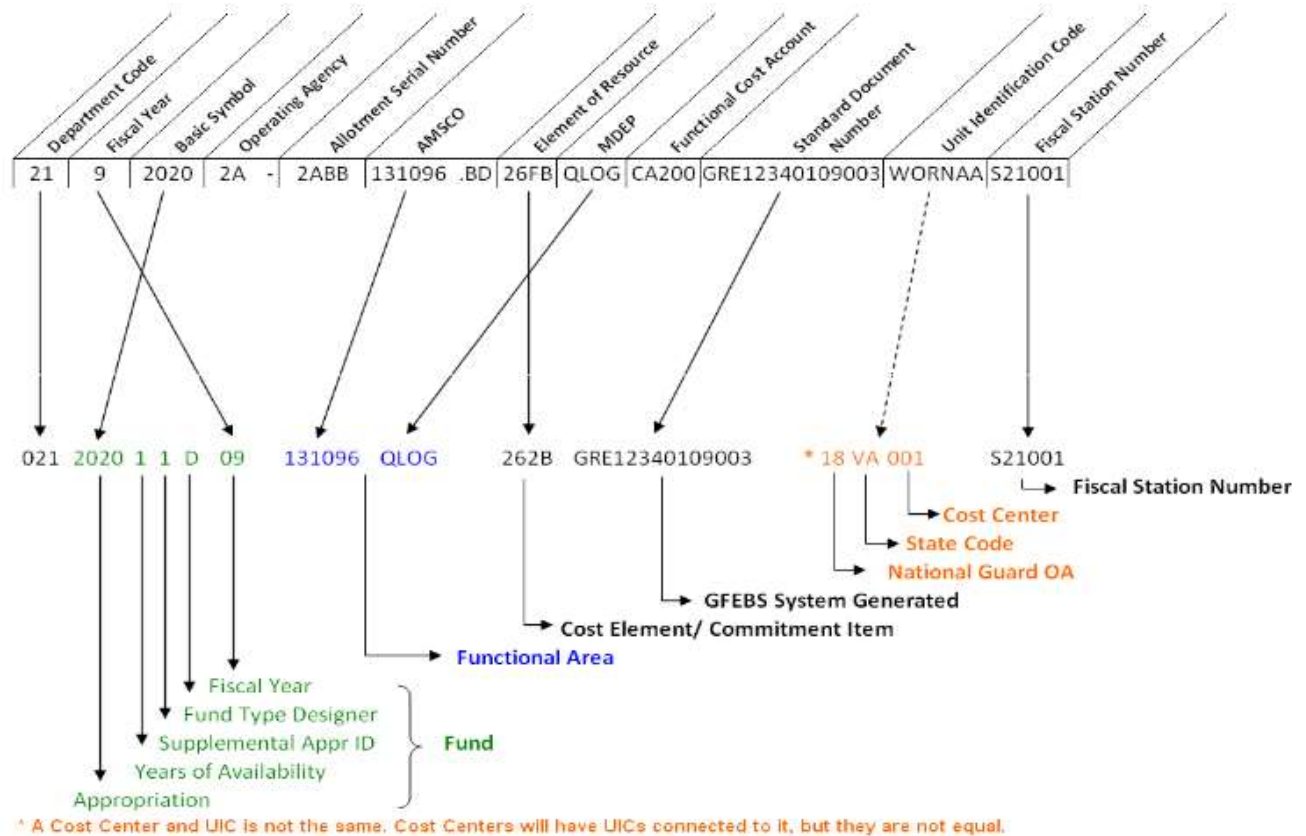 Department Code
Fiscal Year
Basic Symbol
Operating Agency
Allotment Serial Number
AMSCO
Element of Resource
MDEP
Functional Cost Account
Standard Document
Number
Unit Identification Code
Fiscal Station Number
21 9 2020 2A - 2ABB 131096 .BD 26FB QLOG CA200 GRE12340109003 WORNAA S21001
021 2020 1 1 D 09 131096 QLOG 262B GRE12340109003 * 18 VA 001 S21001
Fiscal Station Number
Cost Center
State Code
National Guard OA
GFEBS System Generated
Cost Element/ Commitment Item
Functional Area
Fiscal Year
Fund Type Designer
Supplemental Appr ID
Fund
Years of Availability
Appropriation
* A Cost Center and UIC is not the same. Cost Centers will have UICs connected to it, but they are not equal.